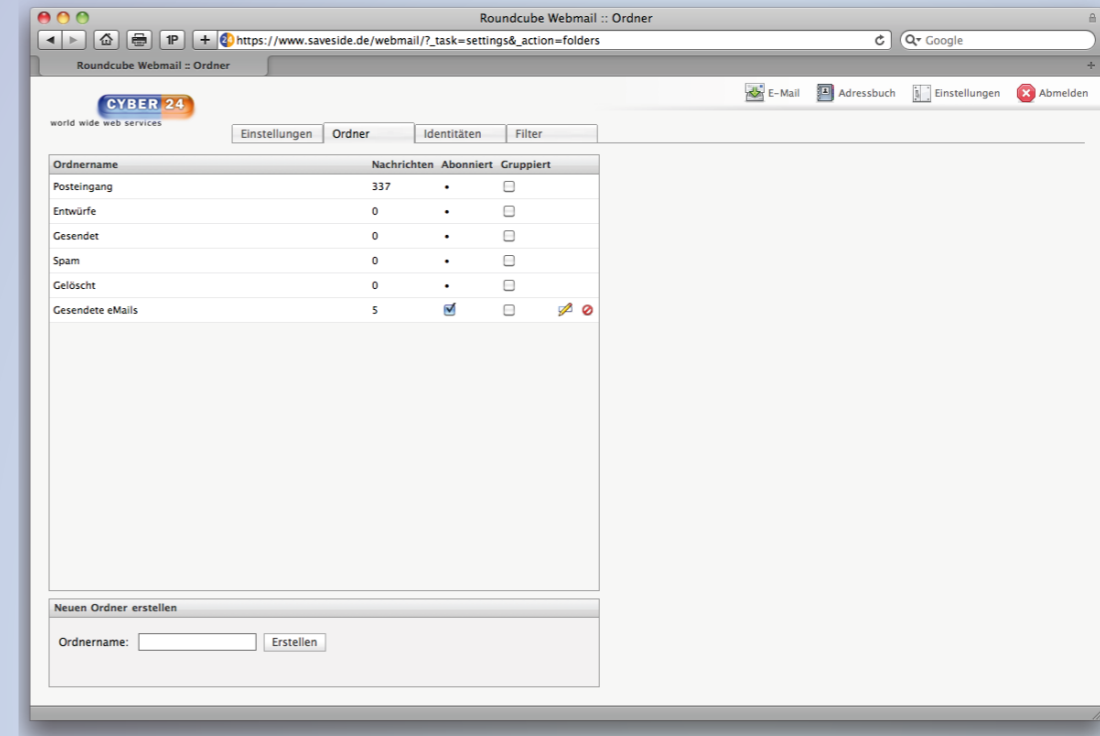 Roundcube Webmail :: Ordner
1P
+
24 https://www.saveside.de/webmail/?_task=settings&_action=folders
Google
Roundcube Webmail :: Ordner
+
CYBER 24
world wide web services
E-Mail Adressbuch Einstellungen Abmelden
Einstellungen Ordner Identitäten Filter
Ordnername Nachrichten Abonniert Gruppiert
Posteingang 337 •
Entwürfe 0 •
Gesendet 0 •
Spam 0 •
Gelöscht 0 •
Gesendete eMails 5
Neuen Ordner erstellen
Ordnername: Erstellen